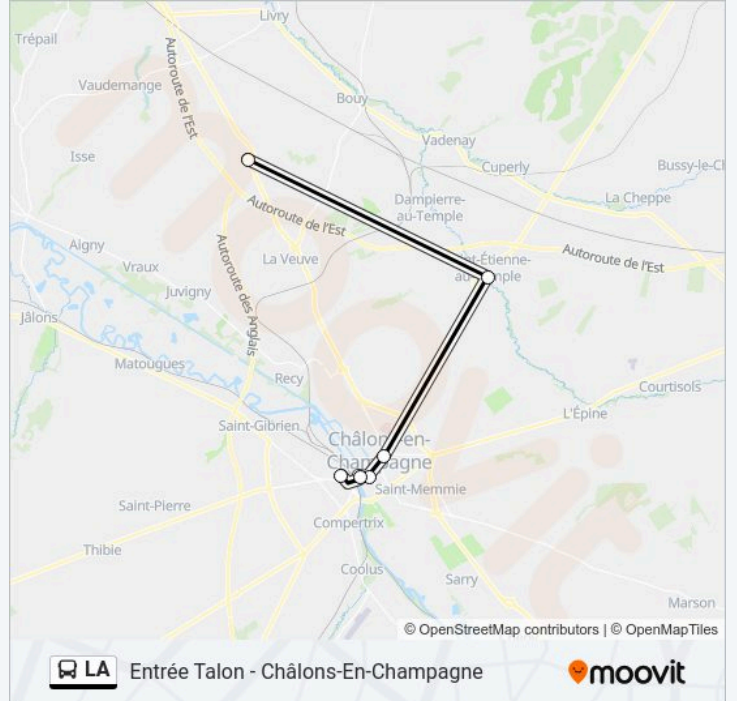 Livry
Trépail
Autoroute de l'Est
Vaudemange
Bouy
Vadenay
Isse
Cuperly
Bussy-le-Ch
Dampierre-
au-Temple
La Cheppe
Autoroute de l'Est
Aigny
La Veuve
Autoroute de l'Est
Vraux
Autoroute des Anglais
Juvigny
Jâlons
Matougues
Recy
Courtisols
L'Épine
Saint-Gibrien
Saint-Memmie
Saint-Pierre
Compertrix
Thibie
Coolus
Sarry
Marson
© OpenStreetMap contributors | © OpenMapTiles
LA Entrée Talon - Châlons-En-Champagne
moovit